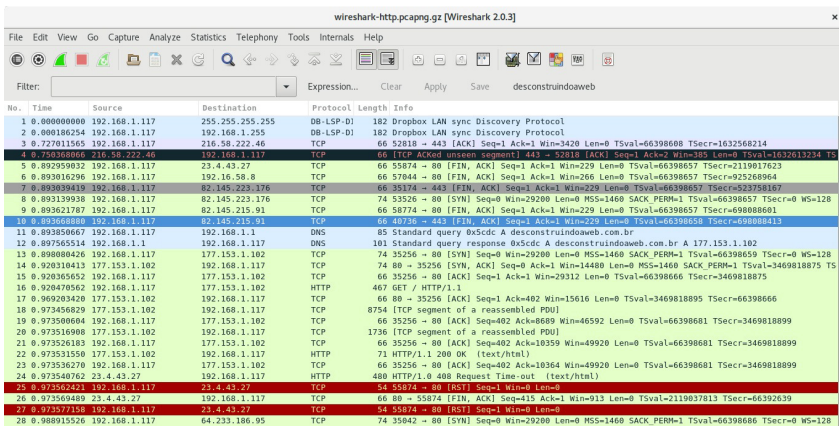 wireshark-http.pcapng.gz [Wireshark 2.0.3]
File Edit View Go Capture Analyze Statistics Telephony Tools Internals Help
Filter: Expression... Clear Apply Save desconstruindoaweb
No. Time Source Destination Protocol Length Info
1 0.000000000 192.168.1.117 255.255.255.255 DB-LSP-D] 182 Dropbox LAN sync Discovery Protocol
2 0.000186254 192.168.1.117 192.168.1.255 DB-LSP-D] 182 Dropbox LAN sync Discovery Protocol
3 0.727011565 192.168.1.117 216.58.222.46 TCP 66 52818 → 443 [ACK] Seq=1 Ack=1 Win=3420 Len=0 TSval=66398608 TSecr=1632568214
4 0.750368066 216.58.222.46 192.168.1.117 TCP 66 [TCP ACKed unseen segment] 443 → 52818 [ACK] Seq=1 Ack=2 Win=385 Len=0 TSval=1632613234 TS
5 0.892959032 192.168.1.117 23.4.43.27 TCP 66 55874 → 80 [FIN, ACK] Seq=1 Ack=1 Win=229 Len=0 TSval=66398657 TSecr=2119017623
6 0.893016296 192.168.1.117 192.16.58.8 TCP 66 57044 → 80 [FIN, ACK] Seq=1 Ack=1 Win=266 Len=0 TSval=66398657 TSecr=925268964
7 0.893039419 192.168.1.117 82.145.223.176 TCP 66 35174 → 443 [FIN, ACK] Seq=1 Ack=1 Win=229 Len=0 TSval=66398657 TSecr=523758167
8 0.893139938 192.168.1.117 82.145.223.176 TCP 74 53526 → 80 [SYN] Seq=0 Win=29200 Len=0 MSS=1460 SACK_PERM=1 TSval=66398657 TSecr=0 WS=128
9 0.893621787 192.168.1.117 82.145.215.91 TCP 66 58774 → 80 [FIN, ACK] Seq=1 Ack=1 Win=229 Len=0 TSval=66398657 TSecr=698088601
10 0.893668880 192.168.1.117 82.145.215.91 TCP 66 40736 → 443 [FIN, ACK] Seq=1 Ack=1 Win=229 Len=0 TSval=66398658 TSecr=698088413
11 0.893850667 192.168.1.117 192.168.1.1 DNS 85 Standard query 0x5cdc A desconstruindoaweb.com.br
12 0.897565514 192.168.1.1 192.168.1.117 DNS 101 Standard query response 0x5cdc A desconstruindoaweb.com.br A 177.153.1.102
13 0.898080426 192.168.1.117 177.153.1.102 TCP 74 35256 → 80 [SYN] Seq=0 Win=29200 Len=0 MSS=1460 SACK_PERM=1 TSval=66398659 TSecr=0 WS=128
14 0.920310413 177.153.1.102 192.168.1.117 TCP 74 80 → 35256 [SYN, ACK] Seq=0 Ack=1 Win=14480 Len=0 MSS=1460 SACK_PERM=1 TSval=3469818875 TS
15 0.920365652 192.168.1.117 177.153.1.102 TCP 66 35256 → 80 [ACK] Seq=1 Ack=1 Win=29312 Len=0 TSval=66398666 TSecr=3469818875
16 0.920470562 192.168.1.117 177.153.1.102 HTTP 467 GET / HTTP/1.1
17 0.969203420 177.153.1.102 192.168.1.117 TCP 66 80 → 35256 [ACK] Seq=1 Ack=402 Win=15616 Len=0 TSval=3469818895 TSecr=66398666
18 0.973456829 177.153.1.102 192.168.1.117 TCP 8754 [TCP segment of a reassembled PDU]
19 0.973500604 192.168.1.117 177.153.1.102 TCP 66 35256 → 80 [ACK] Seq=402 Ack=8689 Win=46592 Len=0 TSval=66398681 TSecr=3469818899
20 0.973516908 177.153.1.102 192.168.1.117 TCP 1736 [TCP segment of a reassembled PDU]
21 0.973526183 192.168.1.117 177.153.1.102 TCP 66 35256 → 80 [ACK] Seq=402 Ack=10359 Win=49920 Len=0 TSval=66398681 TSecr=3469818899
22 0.973531550 177.153.1.102 192.168.1.117 HTTP 71 HTTP/1.1 200 OK (text/html)
23 0.973536270 192.168.1.117 177.153.1.102 TCP 66 35256 → 80 [ACK] Seq=402 Ack=10364 Win=49920 Len=0 TSval=66398681 TSecr=3469818899
24 0.973540762 23.4.43.27 192.168.1.117 HTTP 480 HTTP/1.0 408 Request Time-out (text/html)
25 0.973562421 192.168.1.117 23.4.43.27 TCP 54 55874 → 80 [RST] Seq=1 Win=0 Len=0
26 0.973569489 23.4.43.27 192.168.1.117 TCP 66 80 → 55874 [FIN, ACK] Seq=415 Ack=1 Win=913 Len=0 TSval=2119037813 TSecr=66392639
27 0.973577158 192.168.1.117 23.4.43.27 TCP 54 55874 → 80 [RST] Seq=1 Win=0 Len=0
28 0.988915526 192.168.1.117 64.233.186.95 TCP 74 35042 → 80 [SYN] Seq=0 Win=29200 Len=0 MSS=1460 SACK_PERM=1 TSval=66398686 TSecr=0 WS=128